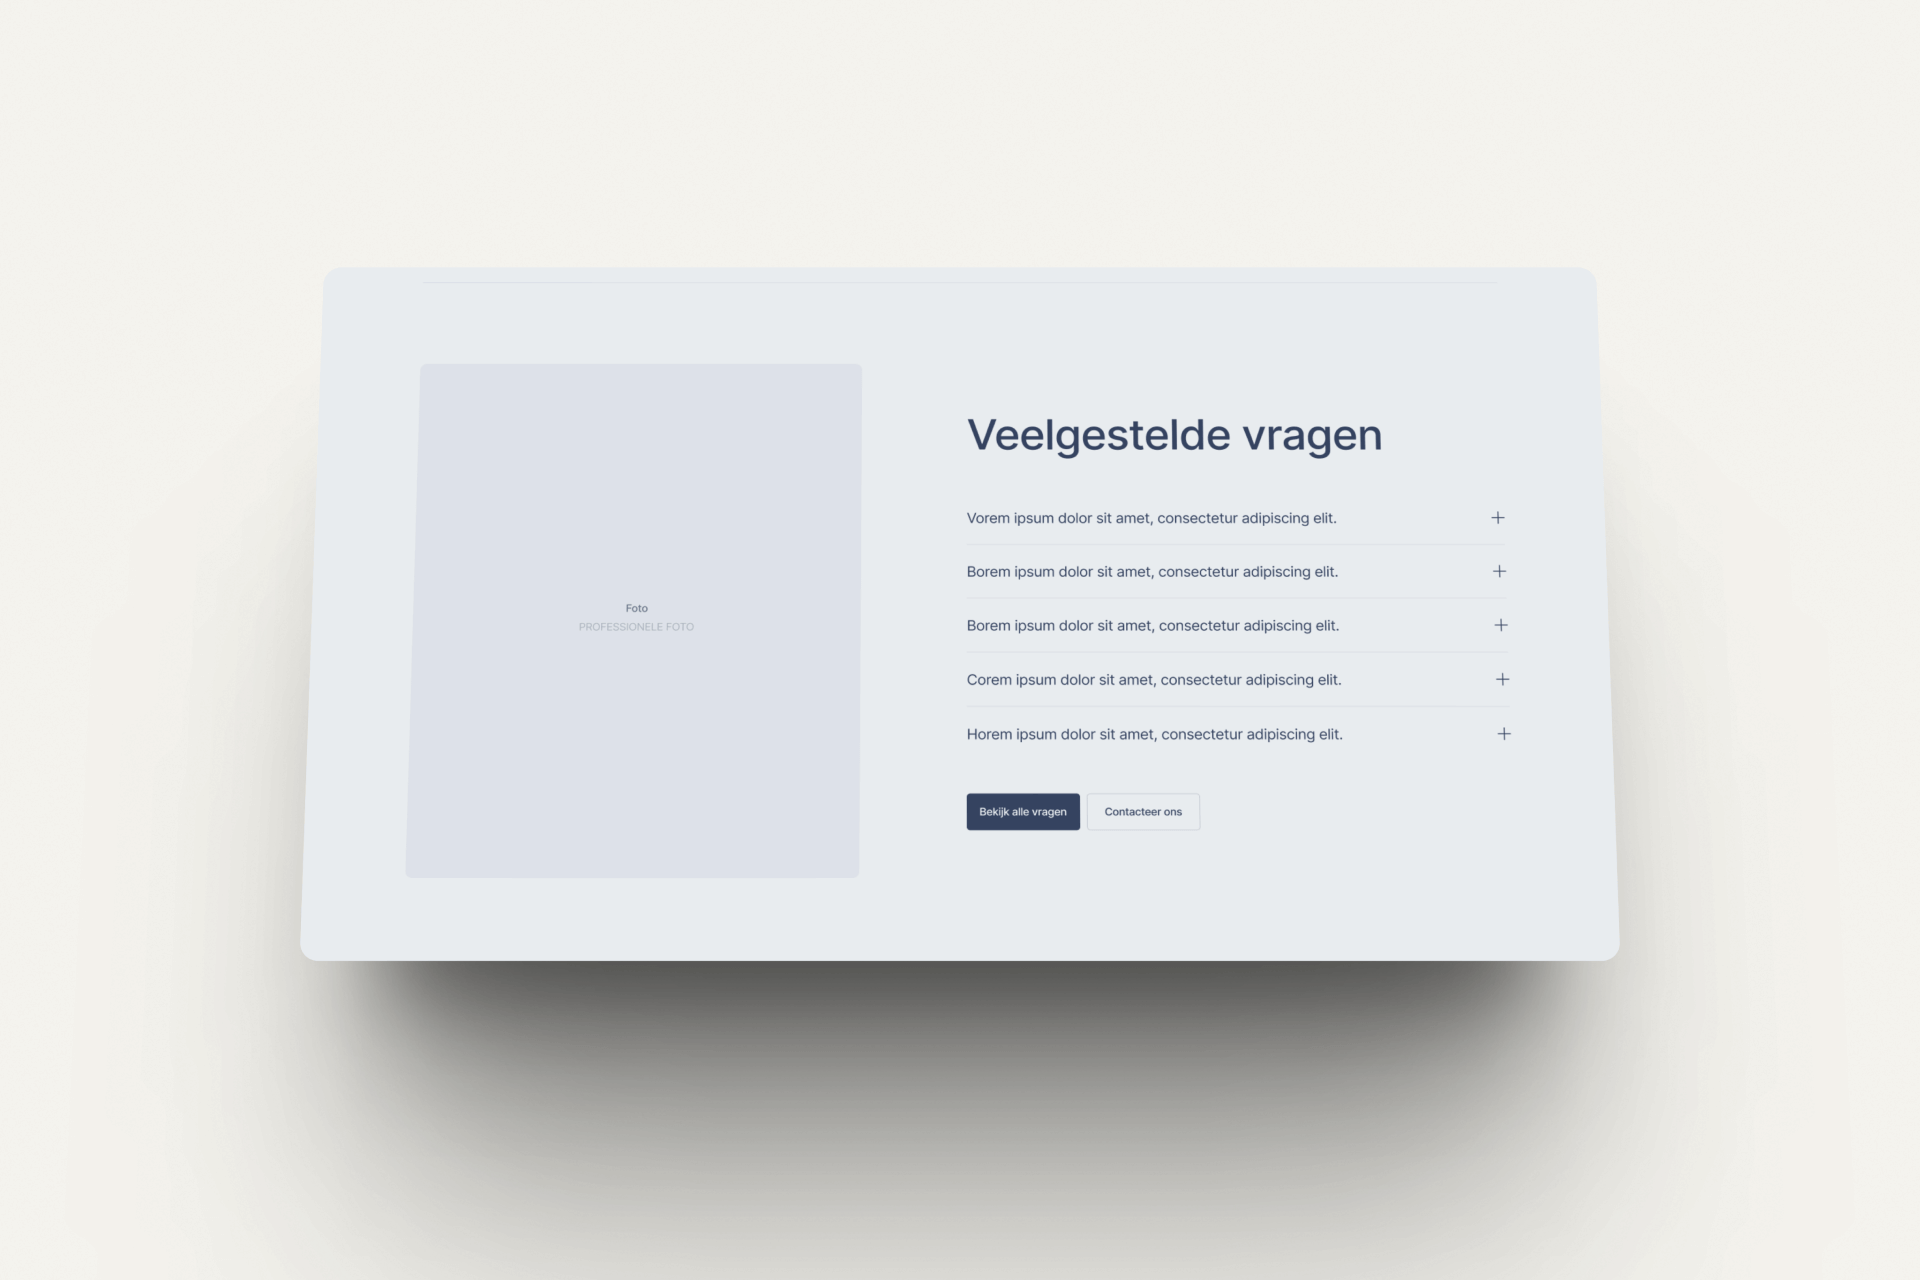 Foto
PROFESSIONELE FOTO
Veelgestelde vragen
Vorem ipsum dolor sit amet, consectetur adipiscing elit.
Borem ipsum dolor sit amet, consectetur adipiscing elit.
Borem ipsum dolor sit amet, consectetur adipiscing elit.
Corem ipsum dolor sit amet, consectetur adipiscing elit.
Horem ipsum dolor sit amet, consectetur adipiscing elit.
Bekijk alle vragen
Contacteer ons